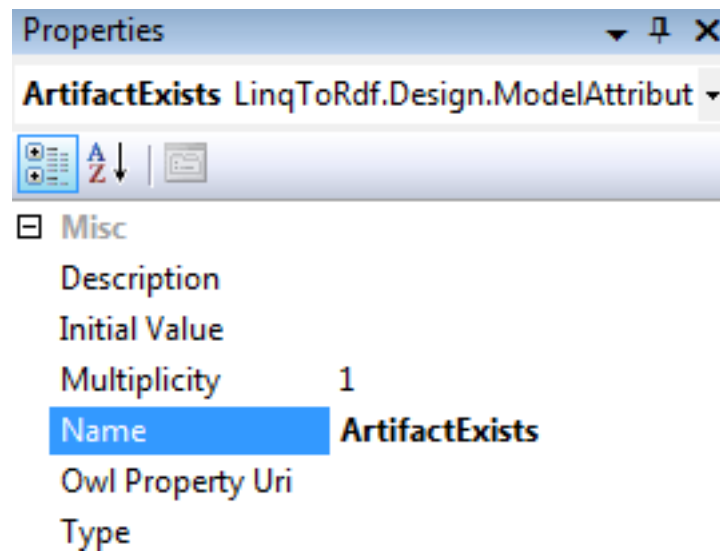 Properties
ArtifactExists LinqToRdf.Design.ModelAttribut
A Z
Misc
Description
Initial Value
Multiplicity 1
Name ArtifactExists
Owl Property Uri
Type